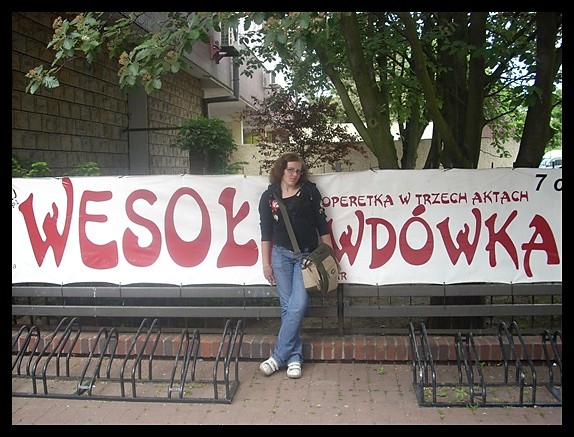 OPERETKA W TRZECH AKTACH
WESOŁ WDÓWKA